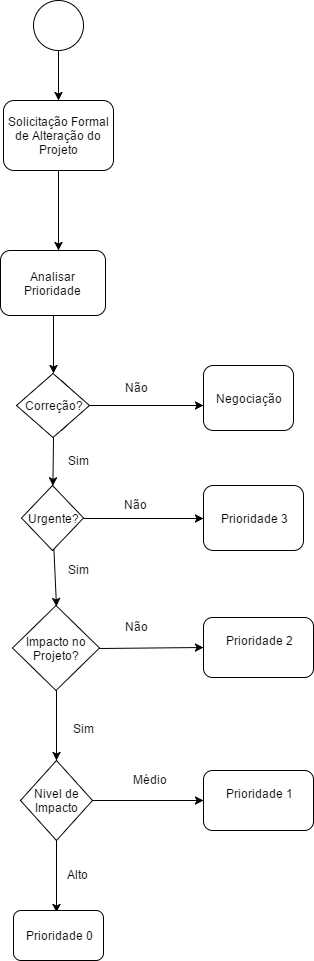 Solicitação Formal
de Alteração do
Projeto
Analisar
Prioridade
Correção?
Não
Negociação
Sim
Urgente?
Não
Prioridade 3
Sim
Impacto no
Projeto?
Não
Prioridade 2
Sim
Nivel de
Impacto
Médio
Prioridade 1
Alto
Prioridade 0